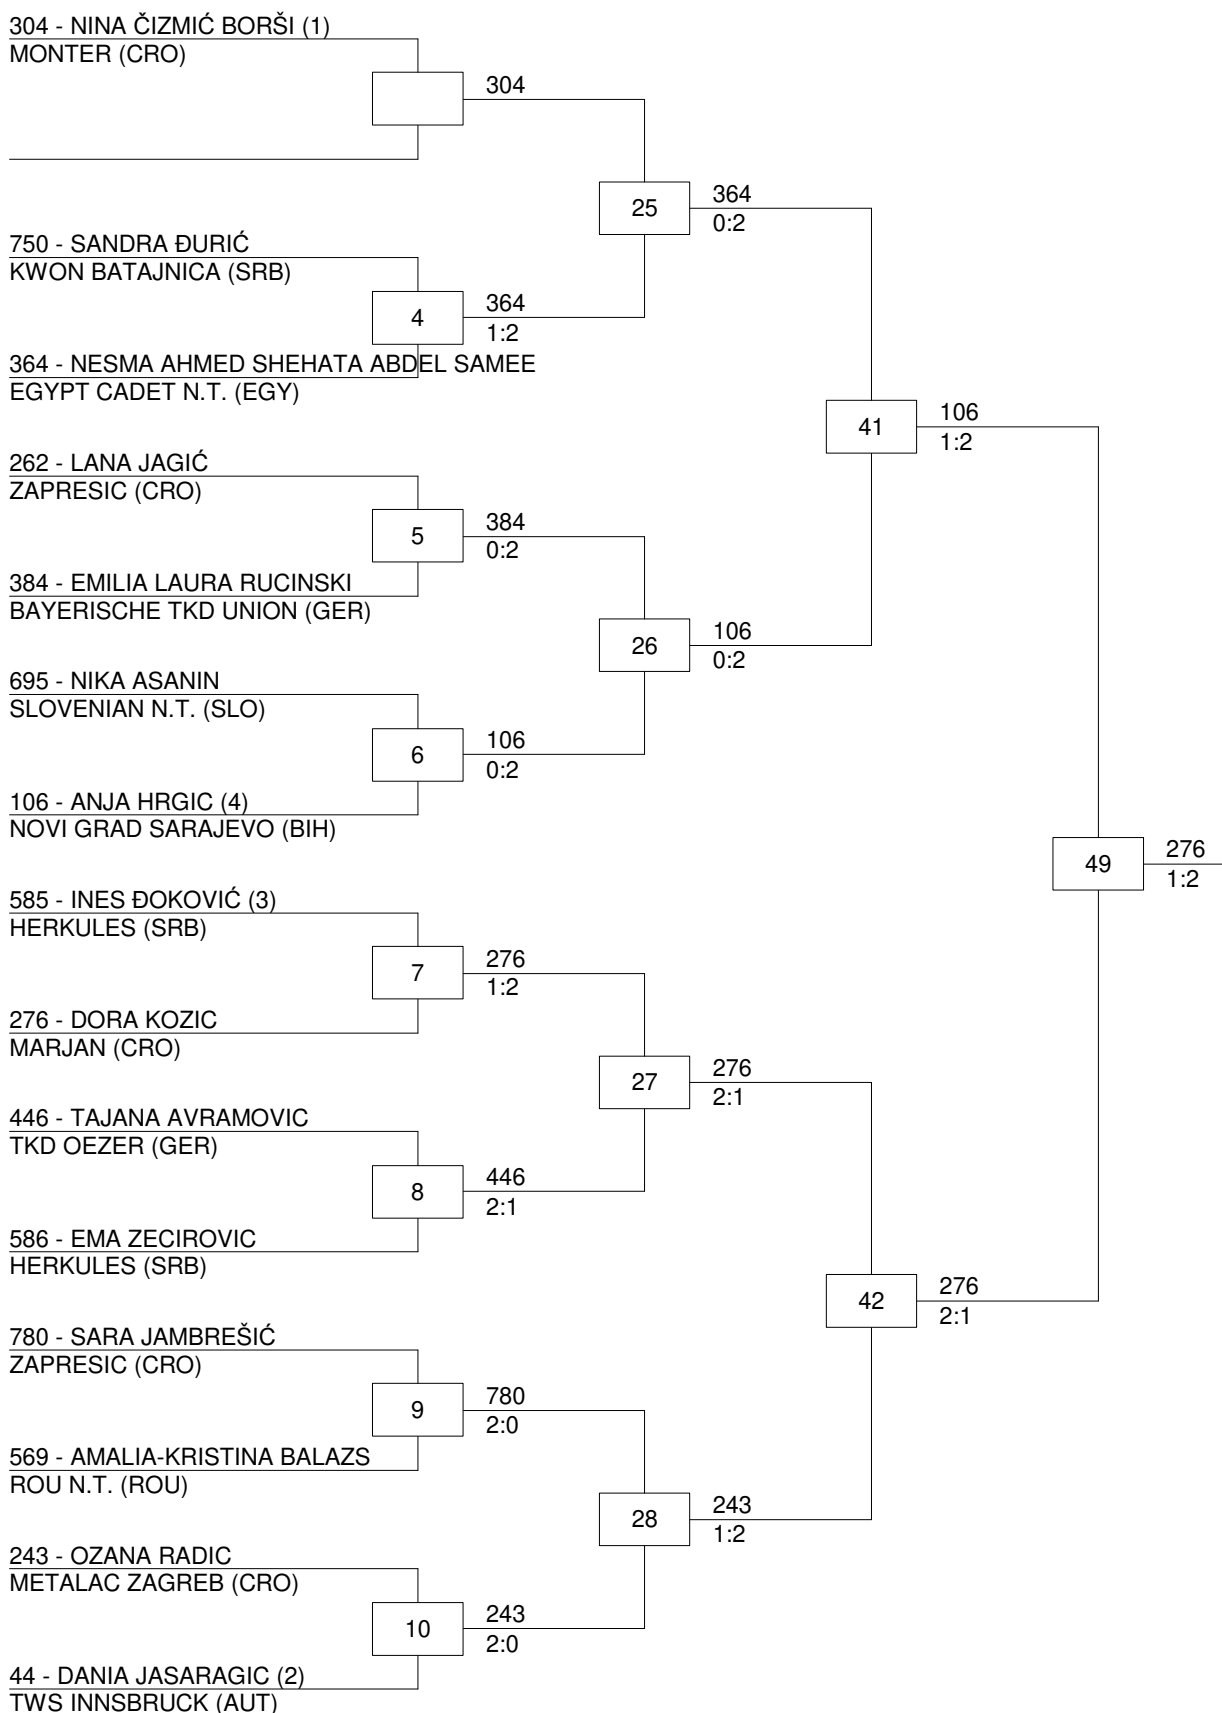 304 - NINA ČIZMIĆ BORŠI (1)
MONTER (CRO)
304
25
364
0:2
750 - SANDRA ĐURIĆ
KWON BATAJNICA (SRB)
4
364
1:2
364 - NESMA AHMED SHEHATA ABDEL SAMEE
EGYPT CADET N.T. (EGY)
41
106
1:2
262 - LANA JAGIĆ
ZAPRESIC (CRO)
5
384
0:2
384 - EMILIA LAURA RUCINSKI
BAYERISCHE TKD UNION (GER)
26
106
0:2
695 - NIKA ASANIN
SLOVENIAN N.T. (SLO)
6
106
0:2
106 - ANJA HRGIC (4)
NOVI GRAD SARAJEVO (BIH)
49
276
1:2
585 - INES ĐOKOVIĆ (3)
HERKULES (SRB)
7
276
1:2
276 - DORA KOZIC
MARJAN (CRO)
27
276
2:1
446 - TAJANA AVRAMOVIC
TKD OEZER (GER)
8
446
2:1
586 - EMA ZECIROVIC
HERKULES (SRB)
42
276
2:1
780 - SARA JAMBREŠIĆ
ZAPRESIC (CRO)
9
780
2:0
569 - AMALIA-KRISTINA BALAZS
ROU N.T. (ROU)
28
243
1:2
243 - OZANA RADIC
METALAC ZAGREB (CRO)
10
243
2:0
44 - DANIA JASARAGIC (2)
TWS INNSBRUCK (AUT)